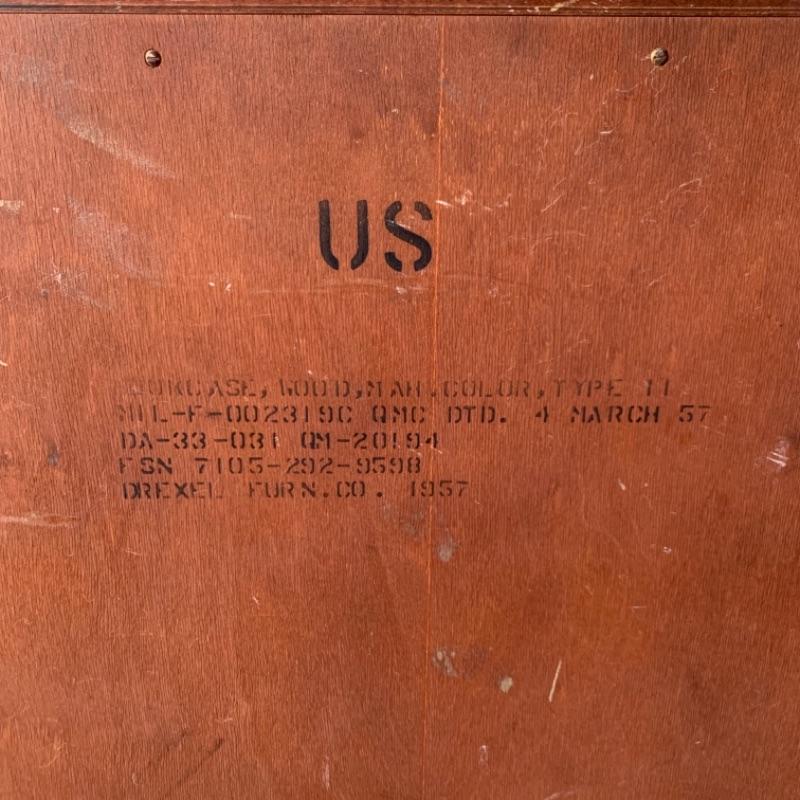 US
BOOKCASE, WOOD, MAH. COLOR, TYPE II
MIL-F-002319C QMC DTD. 4 MARCH 57
DA-33-031 QM-20194
FSN 7105-292-9598
DREXEL FURN. CO. 1957